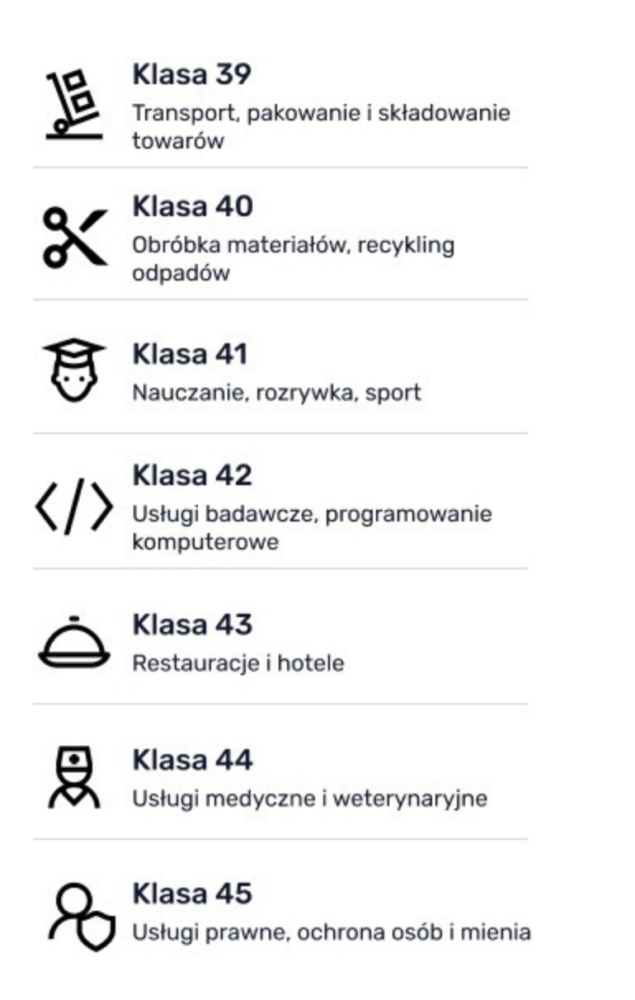 Klasa 39
Transport, pakowanie i składowanie
towarów
Klasa 40
Obróbka materiałów, recykling
odpadów
Klasa 41
Nauczanie, rozrywka, sport
Klasa 42
Usługi badawcze, programowanie
komputerowe
Klasa 43
Restauracje i hotele
Klasa 44
Usługi medyczne i weterynaryjne
Klasa 45
Usługi prawne, ochrona osób i mienia